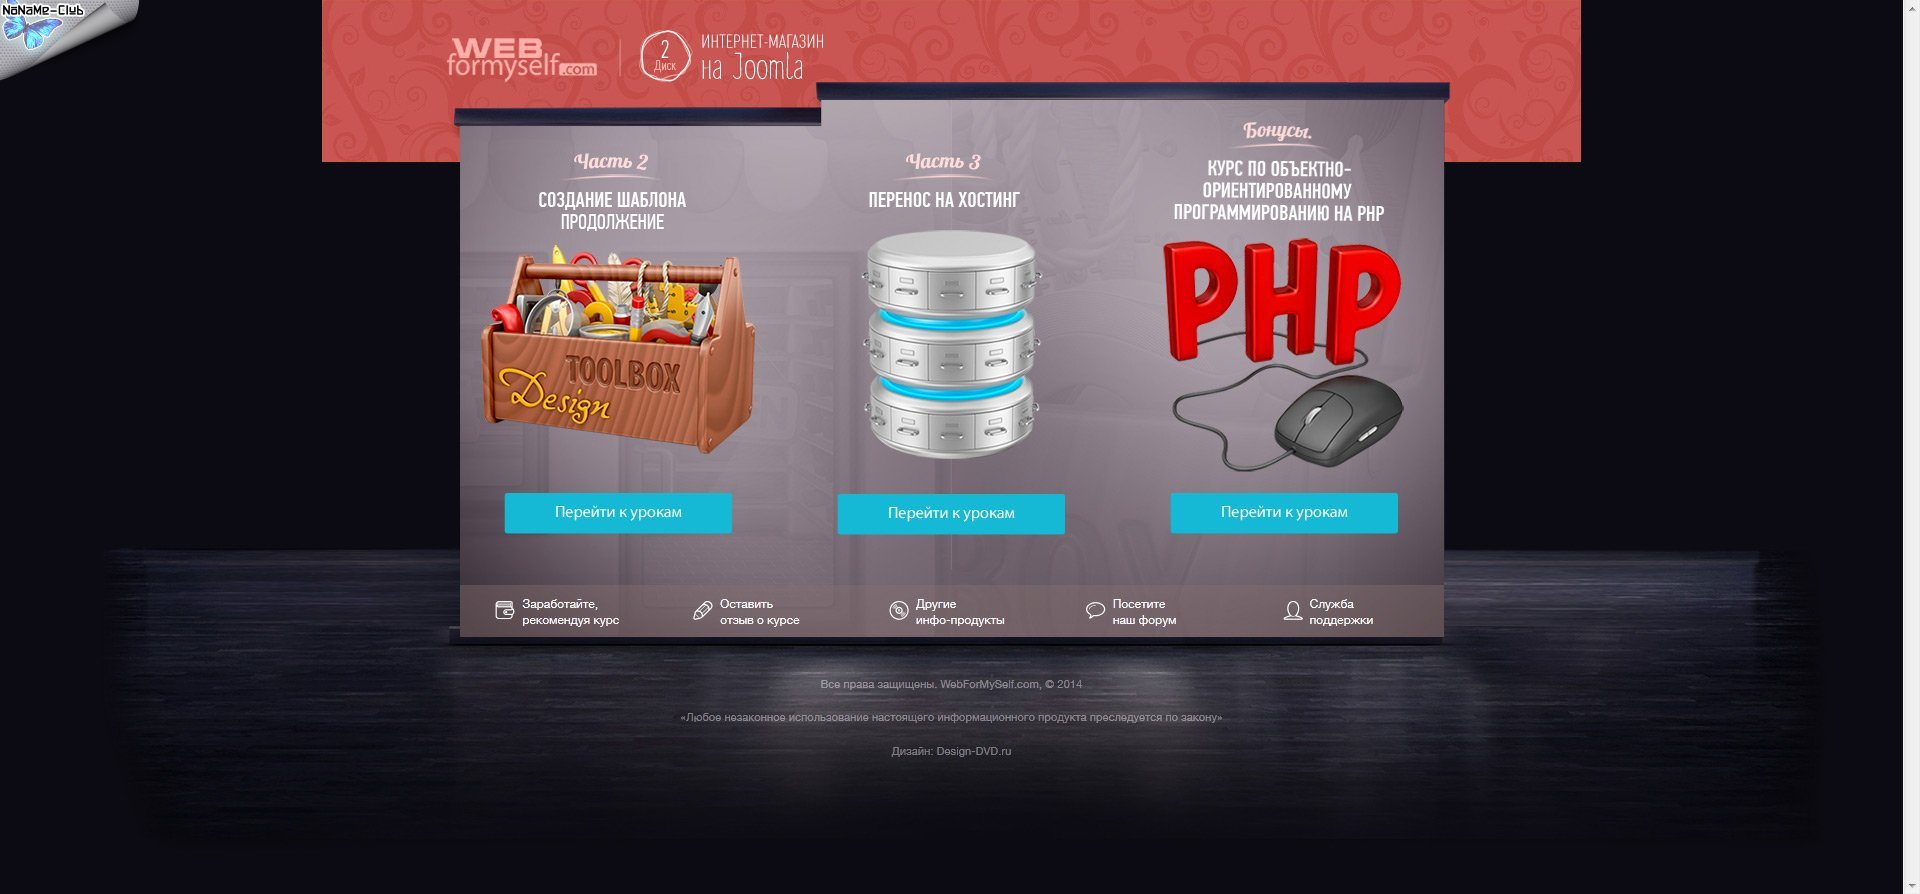 NoName-Club
WEB
formyself.com
2
Диск
ИНТЕРНЕТ-МАГАЗИН
на Joomla
Часть 2
СОЗДАНИЕ ШАБЛОНА
ПРОДОЛЖЕНИЕ
TOOLBOX
Design
Перейти к урокам
Часть 3
ПЕРЕНОС НА ХОСТИНГ
Перейти к урокам
Бонусы.
КУРС ПО ОБЪЕКТНО-
ОРИЕНТИРОВАННОМУ
ПРОГРАММИРОВАНИЮ НА PHP
PHP
Перейти к урокам
Заработайте,
рекомендуя курс
Оставить
отзыв о курсе
Другие
инфо-продукты
Посетите
наш форум
Служба
поддержки
Все права защищены. WebForMySelf.com, © 2014
«Любое незаконное использование настоящего информационного продукта преследуется по закону»
Дизайн: Design-DVD.ru